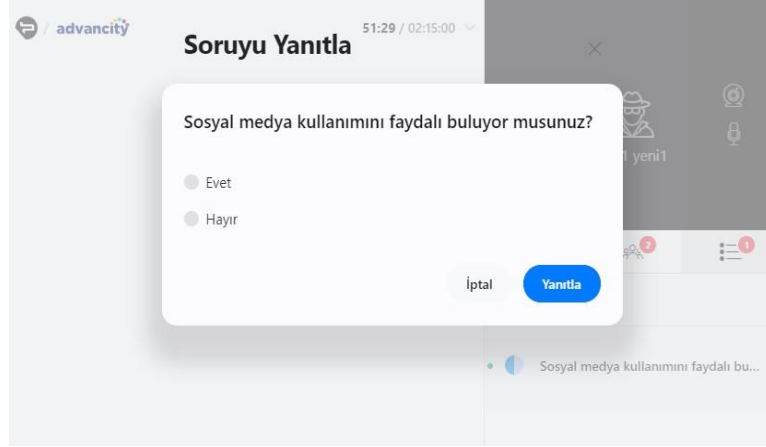 advancity
51:29 / 02:15:00
Soruyu Yanıtla
Sosyal medya kullanımını faydalı buluyor musunuz?
Evet
Hayır
İptal
Yanıtla
1 yeni1
2
1
Sosyal medya kullanımını faydalı bu...